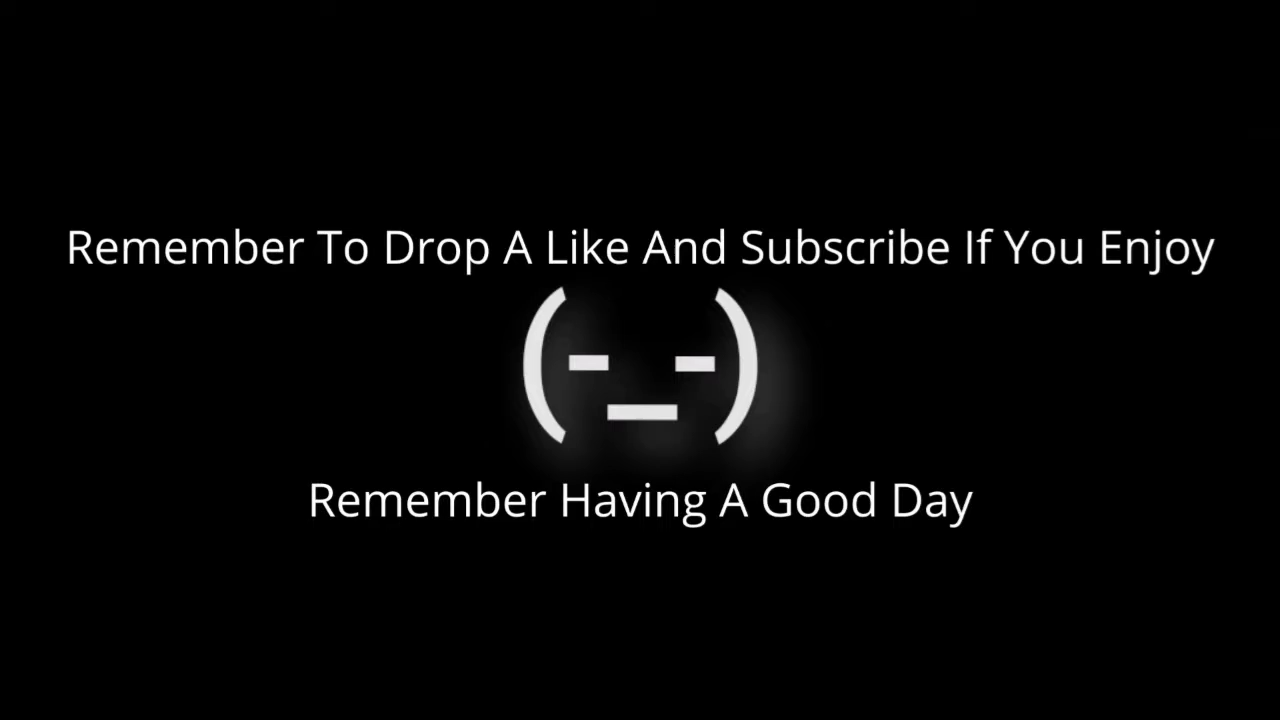 Remember To Drop A Like And Subscribe If You Enjoy
(-_-)
Remember Having A Good Day